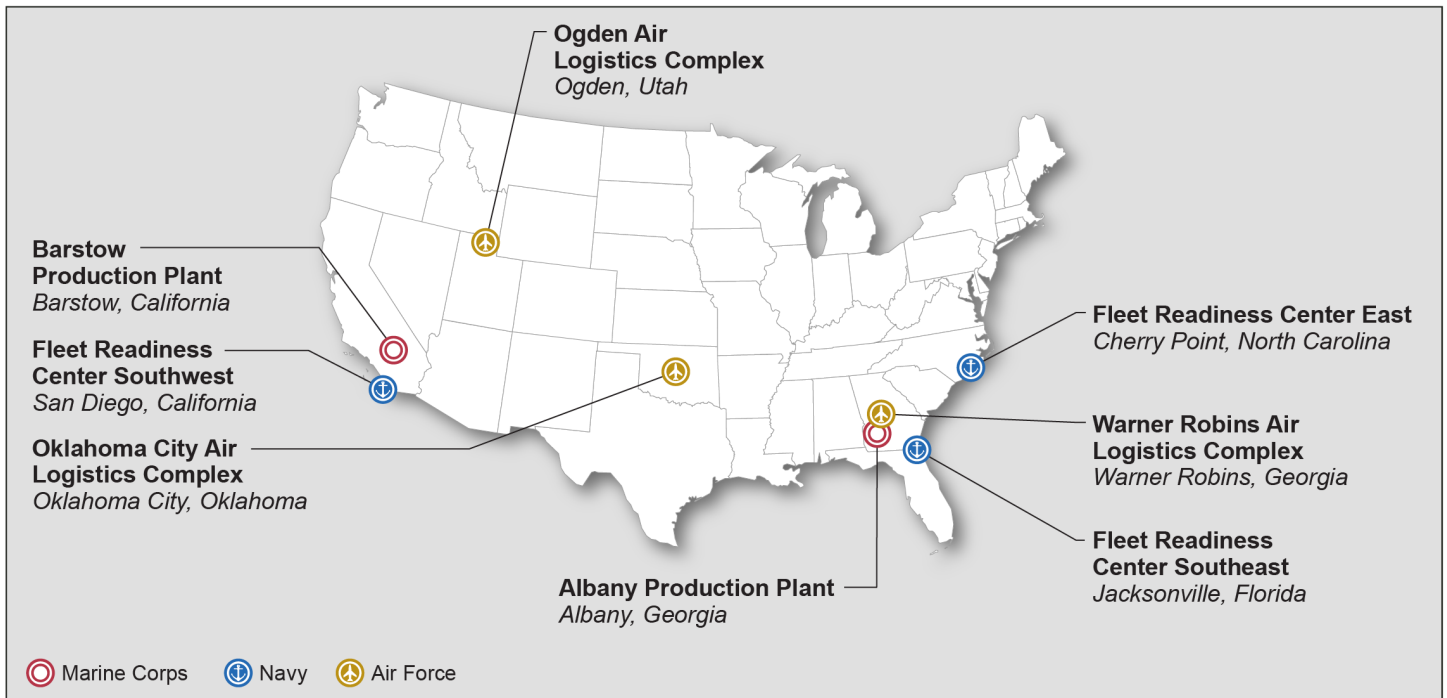 Ogden Air
Logistics Complex
Ogden, Utah
Barstow
Production Plant
Barstow, California
Fleet Readiness
Center Southwest
San Diego, California
Oklahoma City Air
Logistics Complex
Oklahoma City, Oklahoma
Fleet Readiness Center East
Cherry Point, North Carolina
Warner Robins Air
Logistics Complex
Warner Robins, Georgia
Fleet Readiness
Center Southeast
Jacksonville, Florida
Albany Production Plant
Albany, Georgia
Marine Corps
Navy
Air Force